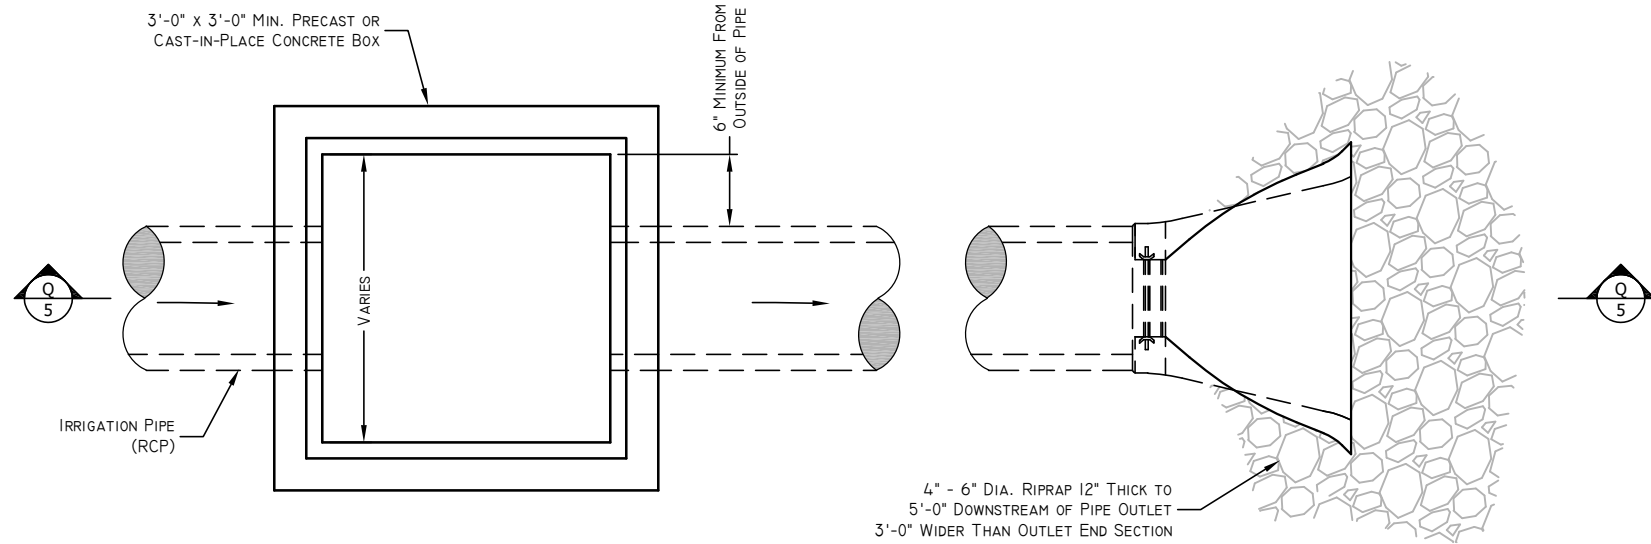 3'-0" x 3'-0" Min. Precast or
Cast-in-Place Concrete Box
6" Minimum From
Outside of Pipe
Varies
Q
5
Q
5
Irrigation Pipe
(RCP)
4" - 6" Dia. Riprap 12" Thick to
5'-0" Downstream of Pipe Outlet
3'-0" Wider Than Outlet End Section